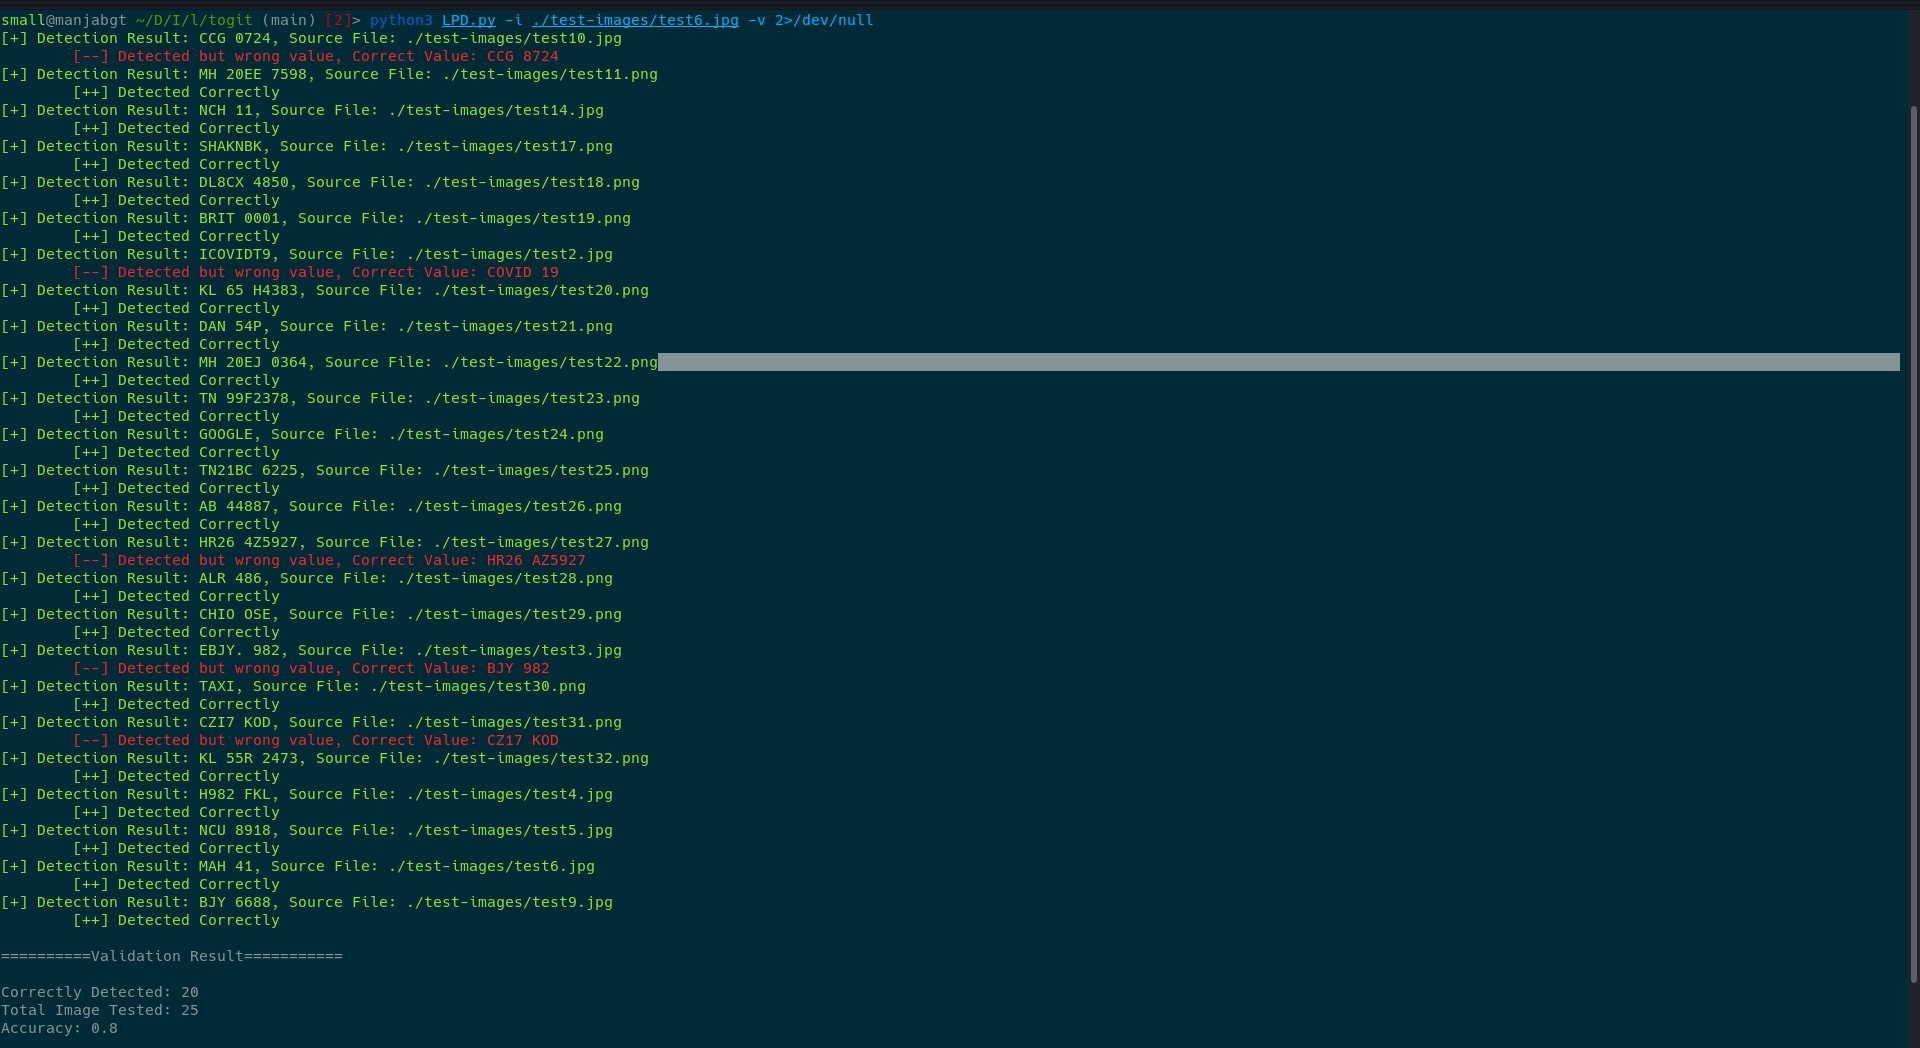 small@manjabgt ~/D/I/l/togit (main) [2]> python3 LPD.py -i ./test-images/test6.jpg -v 2>/dev/null
[+] Detection Result: CCG 0724, Source File: ./test-images/test10.jpg
        [--] Detected but wrong value, Correct Value: CCG 8724
[+] Detection Result: MH 20EE 7598, Source File: ./test-images/test11.png
        [++] Detected Correctly
[+] Detection Result: NCH 11, Source File: ./test-images/test14.jpg
        [++] Detected Correctly
[+] Detection Result: SHAKNBK, Source File: ./test-images/test17.png
        [++] Detected Correctly
[+] Detection Result: DL8CX 4850, Source File: ./test-images/test18.png
        [++] Detected Correctly
[+] Detection Result: BRIT 0001, Source File: ./test-images/test19.png
        [++] Detected Correctly
[+] Detection Result: ICOVIDT9, Source File: ./test-images/test2.jpg
        [--] Detected but wrong value, Correct Value: COVID 19
[+] Detection Result: KL 65 H4383, Source File: ./test-images/test20.png
        [++] Detected Correctly
[+] Detection Result: DAN 54P, Source File: ./test-images/test21.png
        [++] Detected Correctly
[+] Detection Result: MH 20EJ 0364, Source File: ./test-images/test22.png
        [++] Detected Correctly
[+] Detection Result: TN 99F2378, Source File: ./test-images/test23.png
        [++] Detected Correctly
[+] Detection Result: GOOGLE, Source File: ./test-images/test24.png
        [++] Detected Correctly
[+] Detection Result: TN21BC 6225, Source File: ./test-images/test25.png
        [++] Detected Correctly
[+] Detection Result: AB 44887, Source File: ./test-images/test26.png
        [++] Detected Correctly
[+] Detection Result: HR26 4Z5927, Source File: ./test-images/test27.png
        [--] Detected but wrong value, Correct Value: HR26 AZ5927
[+] Detection Result: ALR 486, Source File: ./test-images/test28.png
        [++] Detected Correctly
[+] Detection Result: CHIO OSE, Source File: ./test-images/test29.png
        [++] Detected Correctly
[+] Detection Result: EBJY. 982, Source File: ./test-images/test3.jpg
        [--] Detected but wrong value, Correct Value: BJY 982
[+] Detection Result: TAXI, Source File: ./test-images/test30.png
        [++] Detected Correctly
[+] Detection Result: CZI7 KOD, Source File: ./test-images/test31.png
        [--] Detected but wrong value, Correct Value: CZ17 KOD
[+] Detection Result: KL 55R 2473, Source File: ./test-images/test32.png
        [++] Detected Correctly
[+] Detection Result: H982 FKL, Source File: ./test-images/test4.jpg
        [++] Detected Correctly
[+] Detection Result: NCU 8918, Source File: ./test-images/test5.jpg
        [++] Detected Correctly
[+] Detection Result: MAH 41, Source File: ./test-images/test6.jpg
        [++] Detected Correctly
[+] Detection Result: BJY 6688, Source File: ./test-images/test9.jpg
        [++] Detected Correctly
==========Validation Result===========
Correctly Detected: 20
Total Image Tested: 25
Accuracy: 0.8